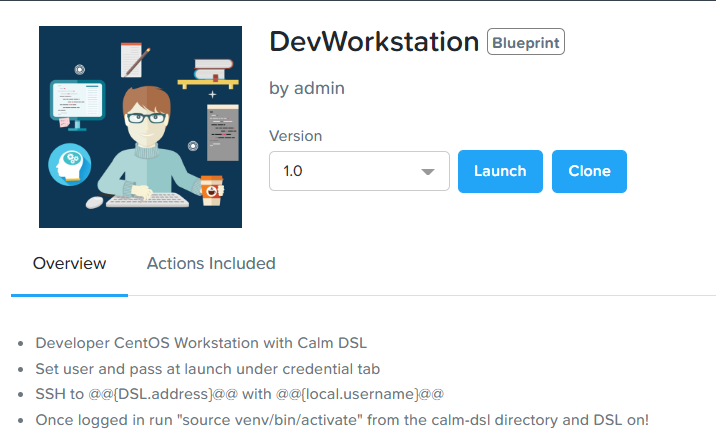 DevWorkstation Blueprint
by admin
Version
1.0 Launch Clone
Overview Actions Included
• Developer CentOS Workstation with Calm DSL
• Set user and pass at launch under credential tab
• SSH to @@{DSL.address}@@ with @@{local.username}@@
• Once logged in run "source venv/bin/activate" from the calm-dsl directory and DSL on!